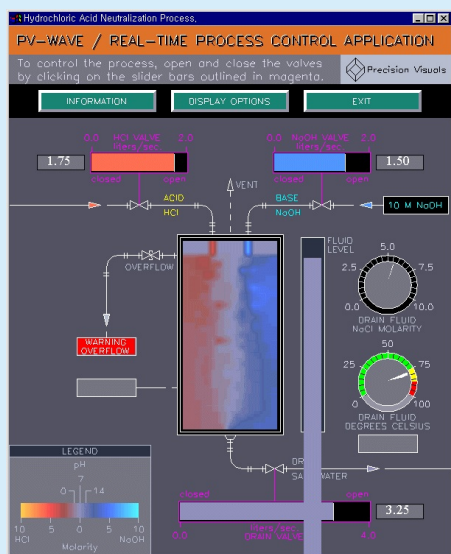 Hydrochloric Acid Neutralization Process.
PV-WAVE / REAL-TIME PROCESS CONTROL APPLICATION
To control the process, open and close the valves
by clicking on the slider bars outlined in magenta.
Precision Visuals
INFORMATION
DISPLAY OPTIONS
EXIT
0.0 HCl VALVE 2.0
liters/sec.
1.75
closed open
0.0 NaOH VALVE 2.0
liters/sec.
1.50
closed open
VENT
ACID
HCl
BASE
NaOH
10 M NaOH
OVERFLOW
WARNING
OVERFLOW
FLUID
LEVEL
5.0
2.5 7.5
0.0 10.0
DRAIN FLUID
NaCl MOLARITY
50
25 75
0 100
DRAIN FLUID
DEGREES CELSIUS
LEGEND
pH
7
0 14
10 5 0 5 10
HCl NaOH
Molarity
DR
SA WATER
closed open
3.25
0.0 liters/sec. 4.0
DRAIN VALVE